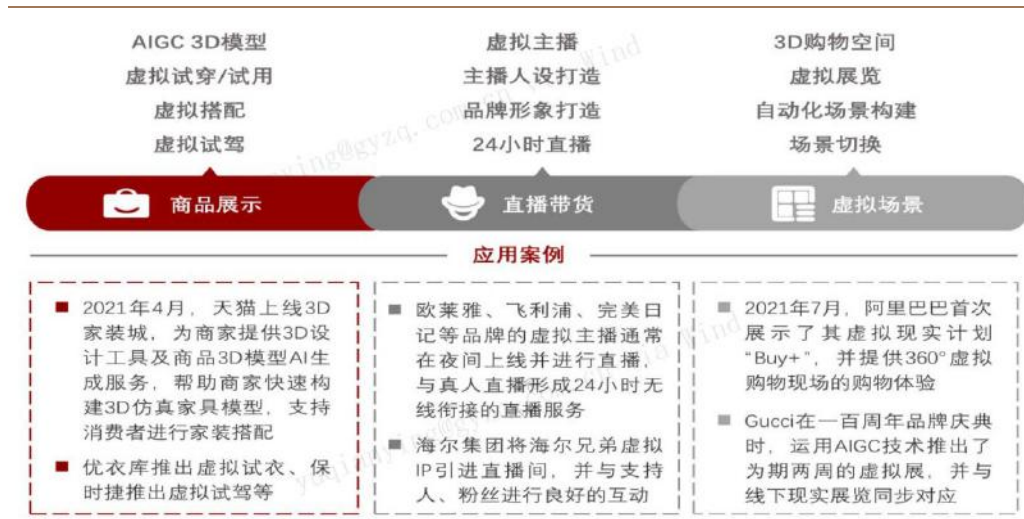 AIGC 3D模型
虚拟试穿/试用
虚拟搭配
虚拟试驾
虚拟主播
主播人设打造
品牌形象打造
24小时直播
3D购物空间
虚拟展览
自动化场景构建
场景切换
商品展示
直播带货
虚拟场景
应用案例
■ 2021年4月，天猫上线3D
家装城，为商家提供3D设
计工具及商品3D模型AI生
成服务，帮助商家快速构
建3D仿真家具模型，支持
消费者进行家装搭配
■ 优衣库推出虚拟试衣、保
时捷推出虚拟试驾等
■ 欧莱雅、飞利浦、完美日
记等品牌的虚拟主播通常
在夜间上线并进行直播，
与真人直播形成24小时无
线衔接的直播服务
■ 海尔集团将海尔兄弟虚拟
IP引进直播间，并与支持
人、粉丝进行良好的互动
■ 2021年7月，阿里巴巴首次
展示了其虚拟现实计划
“Buy+”，并提供360°虚拟
购物现场的购物体验
■ Gucci在一百周年品牌庆典
时，运用AIGC技术推出了
为期两周的虚拟展，并与
线下现实展览同步对应